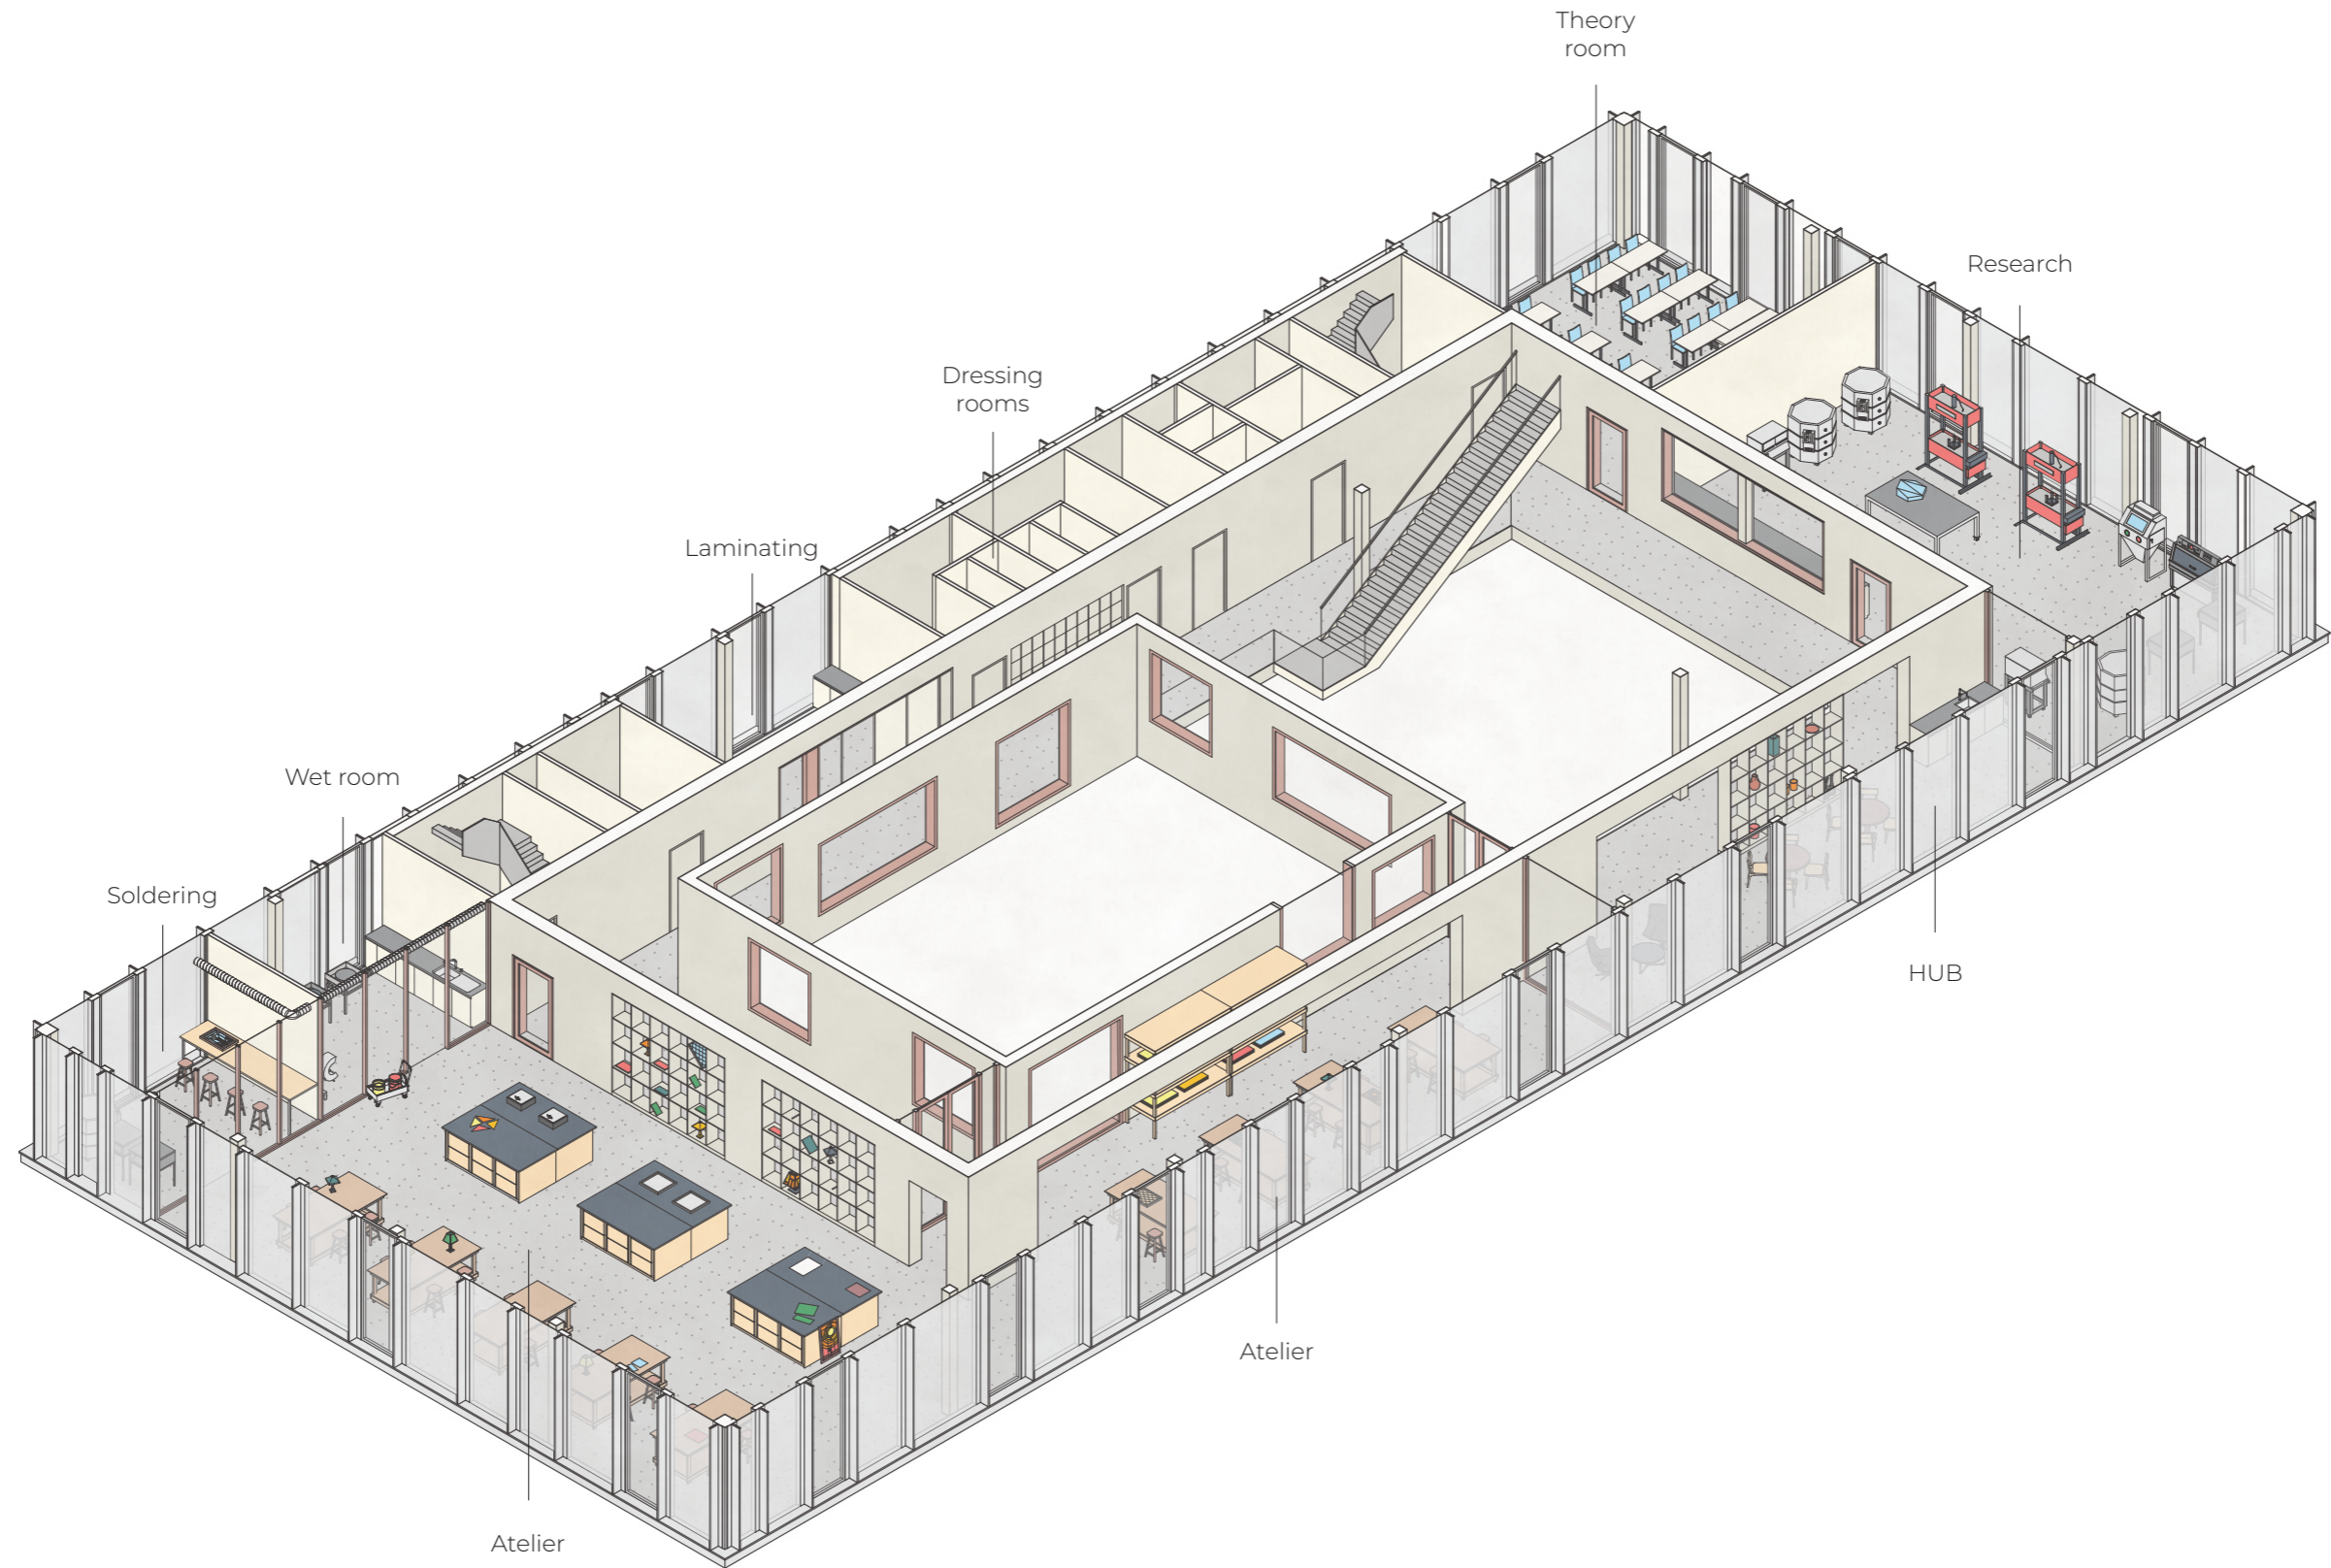 Theory
room
Research
Dressing
rooms
Laminating
Wet room
Soldering
HUB
Atelier
Atelier